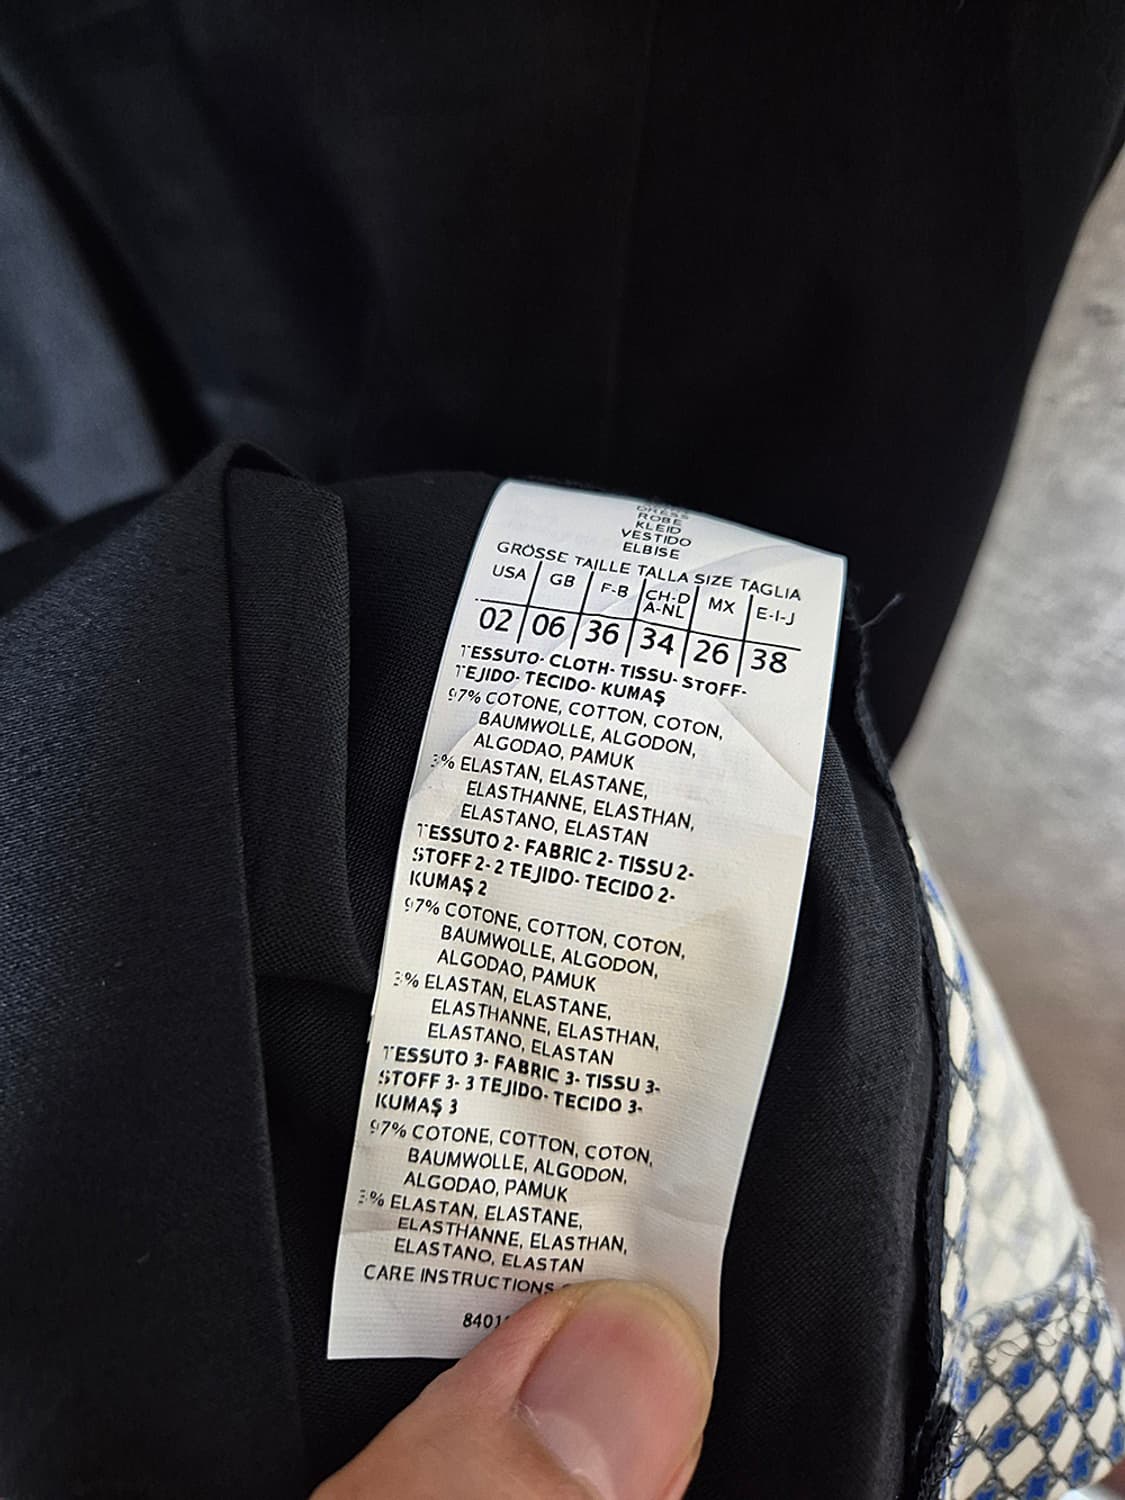 DRESS
ROBE
KLEID
VESTIDO
ELBISE
GRÖSSE TAILLE TALLA SIZE TAGLIA
USA GB F-B CH-D A-NL MX E-I-J
02 06 36 34 26 38
TESSUTO- CLOTH- TISSU- STOFF-
TEJIDO- TECIDO- KUMAŞ
97% COTONE, COTTON, COTON,
BAUMWOLLE, ALGODON,
ALGODAO, PAMUK
3% ELASTAN, ELASTANE,
ELASTHANNE, ELASTHAN,
ELASTANO, ELASTAN
TESSUTO 2- FABRIC 2- TISSU 2-
STOFF 2- 2 TEJIDO- TECIDO 2-
KUMAŞ 2
97% COTONE, COTTON, COTON,
BAUMWOLLE, ALGODON,
ALGODAO, PAMUK
3% ELASTAN, ELASTANE,
ELASTHANNE, ELASTHAN,
ELASTANO, ELASTAN
TESSUTO 3- FABRIC 3- TISSU 3-
STOFF 3- 3 TEJIDO- TECIDO 3-
KUMAŞ 3
97% COTONE, COTTON, COTON,
BAUMWOLLE, ALGODON,
ALGODAO, PAMUK
3% ELASTAN, ELASTANE,
ELASTHANNE, ELASTHAN,
ELASTANO, ELASTAN
CARE INSTRUCTIONS